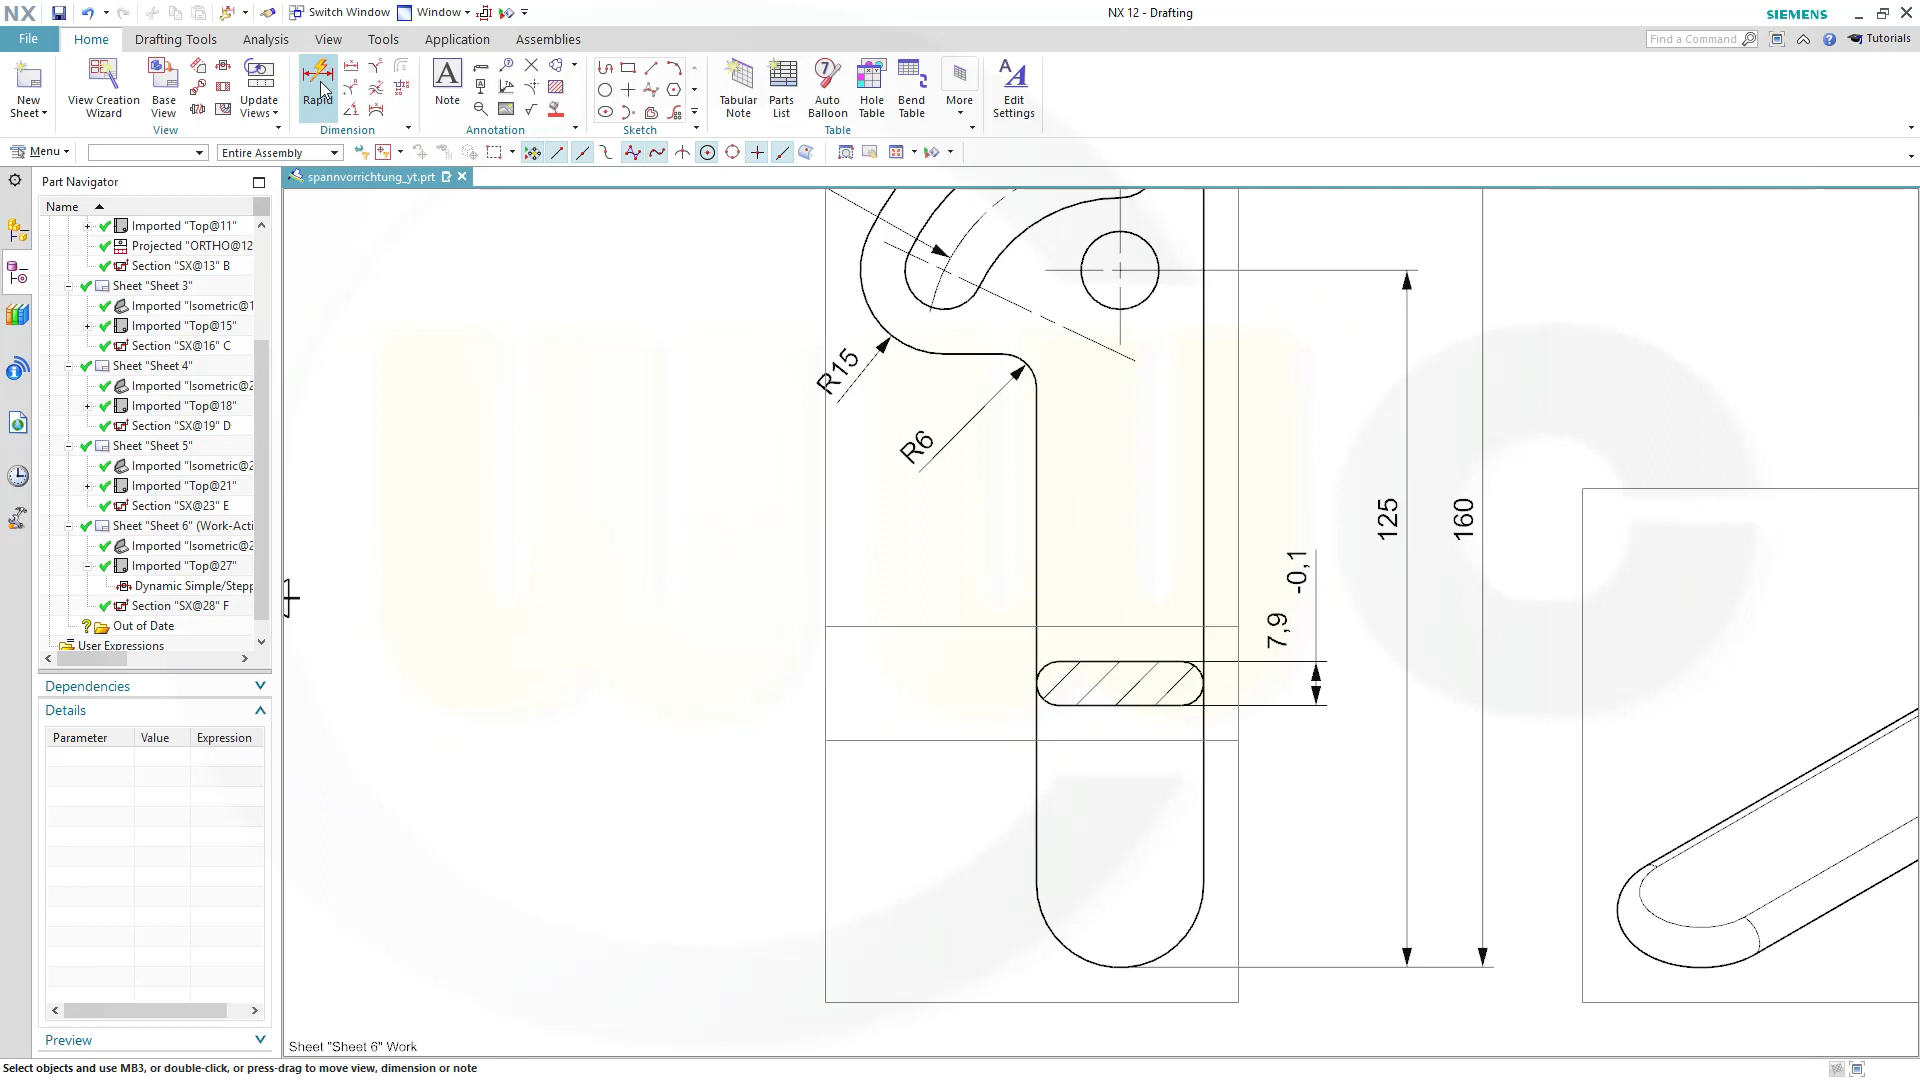 NX
Switch Window
Window
NX 12 - Drafting
SIEMENS
File
Home
Drafting Tools
Analysis
View
Tools
Application
Assemblies
Find a Command
Tutorials
New
Sheet
View Creation
Wizard
Base
View
Update
Views
View
Rapid
Dimension
Note
Annotation
Sketch
Tabular
Note
Parts
List
Auto
Balloon
Hole
Table
Bend
Table
Table
More
Edit
Settings
Menu
Entire Assembly
Part Navigator
spannvorrichtung_yt.prt
Name
Imported "Top@11"
Projected "ORTHO@12
Section "SX@13" B
Sheet "Sheet 3"
Imported "Isometric@1
Imported "Top@15"
Section "SX@16" C
Sheet "Sheet 4"
Imported "Isometric@2
Imported "Top@18"
Section "SX@19" D
Sheet "Sheet 5"
Imported "Isometric@2
Imported "Top@21"
Section "SX@23" E
Sheet "Sheet 6" (Work-Acti
Imported "Isometric@2
Imported "Top@27"
Dynamic Simple/Stepp
Section "SX@28" F
Out of Date
User Expressions
Dependencies
Details
Parameter Value Expression
Preview
R15
R6
125
160
7,9 -0,1
Sheet "Sheet 6" Work
Select objects and use MB3, or double-click, or press-drag to move view, dimension or note